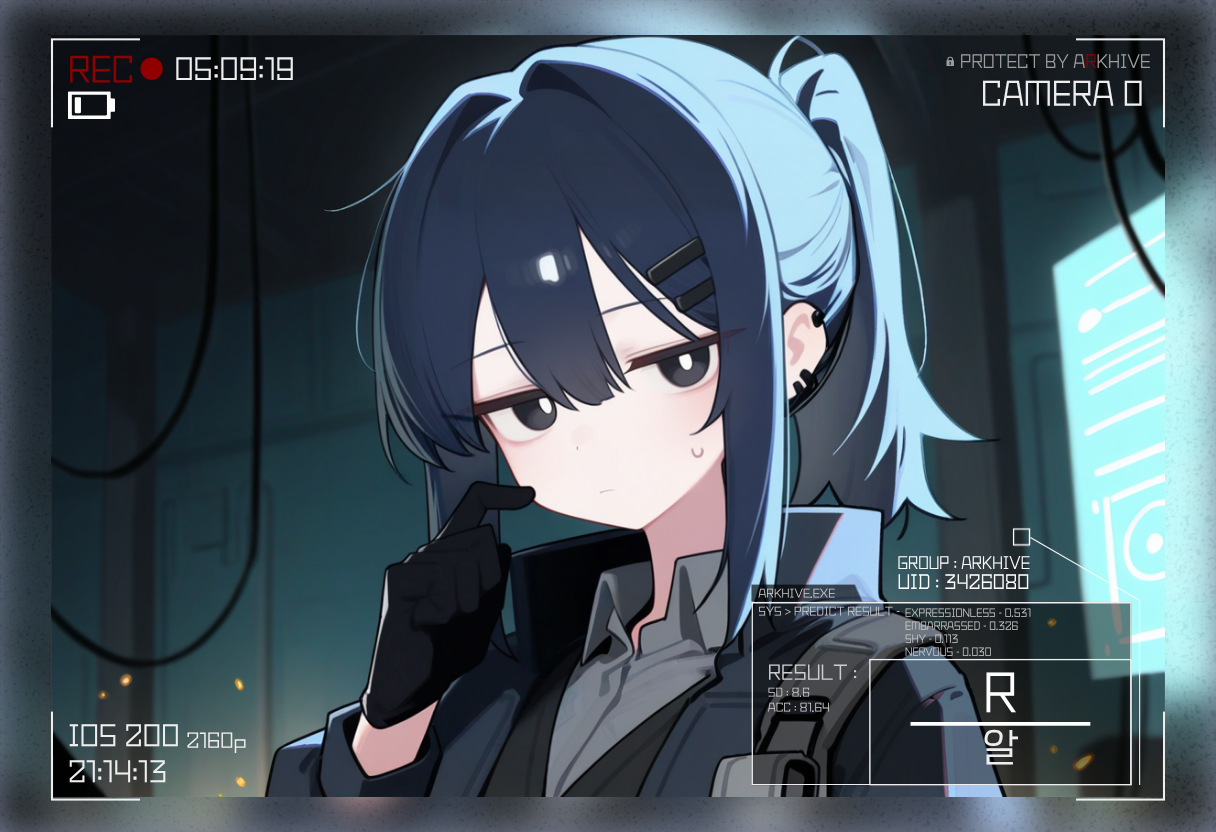 REC 05:09:19
PROTECT BY ARKHIVE
CAMERA 0
GROUP : ARKHIVE
UID : 3426080
ARKHIVE.EXE
SYS > PREDICT RESULT - EXPRESSIONLESS - 0.531
EMBARRASSED - 0.326
SHY - 0.113
NERVOUS - 0.030
RESULT :
SD : 8.6
ACC : 81.64
R
알
IOS 200 2160p
21:14:13